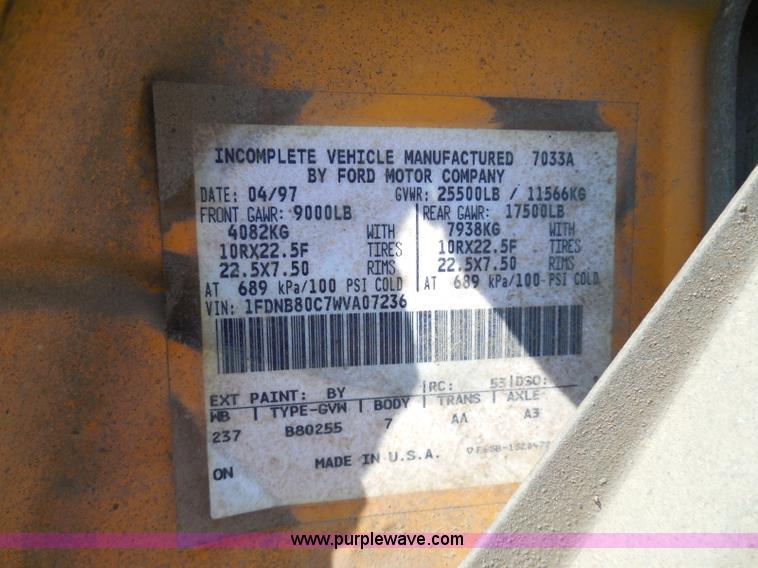 INCOMPLETE VEHICLE MANUFACTURED 7033A
BY FORD MOTOR COMPANY
DATE: 04/97 GVWR: 25500LB / 11566KG
FRONT GAWR: 9000LB REAR GAWR: 17500LB
4082KG WITH 7938KG WITH
10RX22.5F TIRES 10RX22.5F TIRES
22.5X7.50 RIMS 22.5X7.50 RIMS
AT 689 kPa/100 PSI COLD AT 689 kPa/100 PSI COLD
VIN: 1FDNB80C7WVA07236
EXT PAINT: BY RC: 53 DSO:
WB TYPE-GVW BODY TRANS AXLE
237 B80255 7 AA A3
ON MADE IN U.S.A.
www.purplewave.com